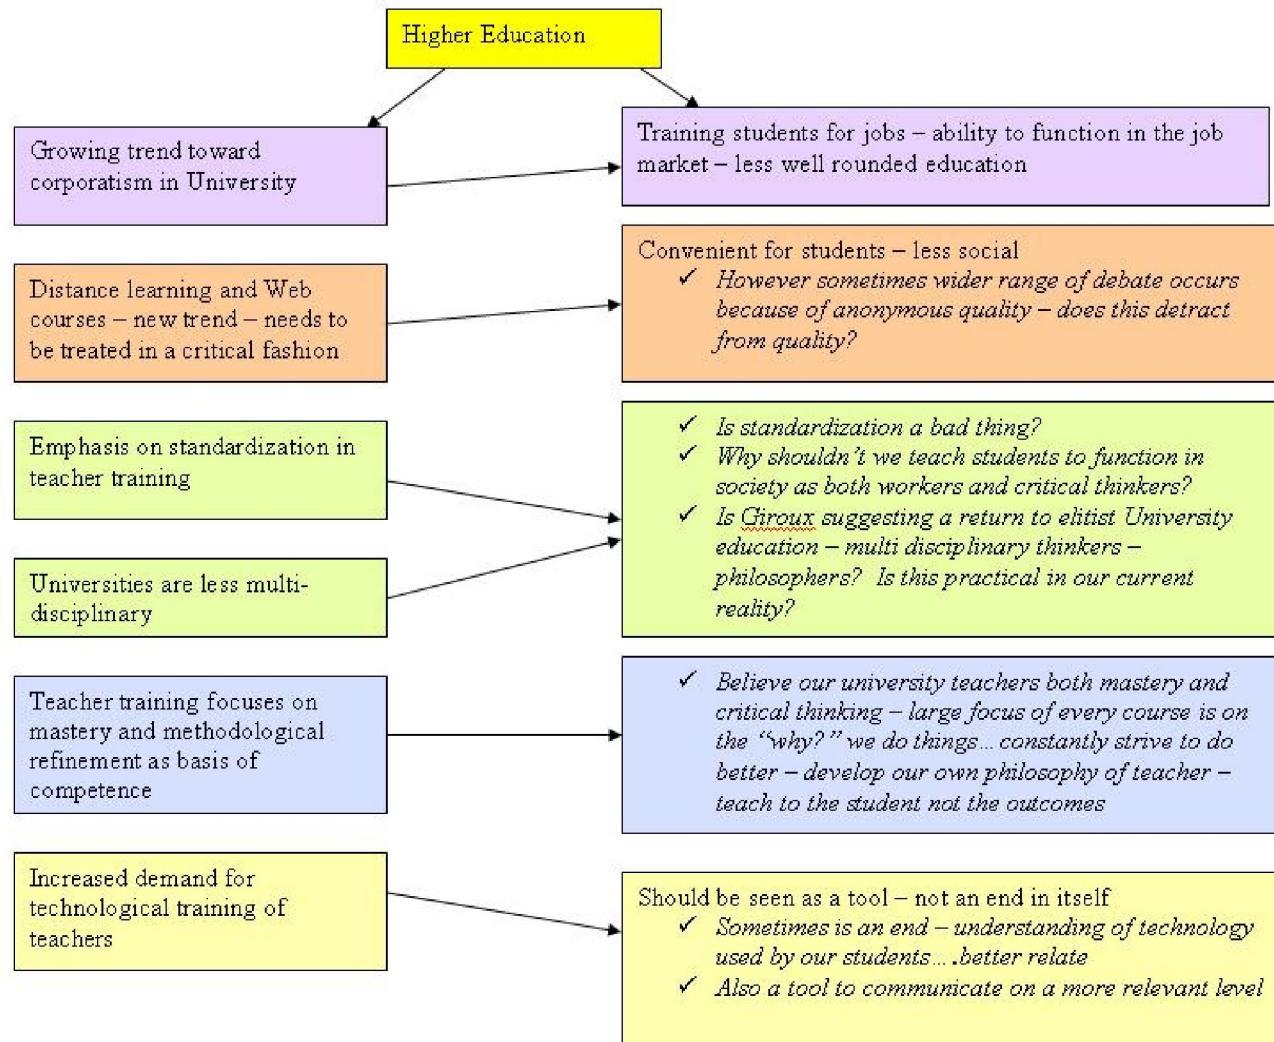 Higher Education
Growing trend toward
corporatism in University
Training students for jobs – ability to function in the job
market – less well rounded education
Distance learning and Web
courses – new trend – needs to
be treated in a critical fashion
Convenient for students – less social
✓ However sometimes wider range of debate occurs
because of anonymous quality – does this detract
from quality?
Emphasis on standardization in
teacher training
Universities are less multi-
disciplinary
✓ Is standardization a bad thing?
✓ Why shouldn't we teach students to function in
society as both workers and critical thinkers?
✓ Is Giroux suggesting a return to elitist University
education – multi disciplinary thinkers –
philosophers?  Is this practical in our current
reality?
Teacher training focuses on
mastery and methodological
refinement as basis of
competence
✓ Believe our university teachers both mastery and
critical thinking – large focus of every course is on
the “why?” we do things… constantly strive to do
better – develop our own philosophy of teacher –
teach to the student not the outcomes
Increased demand for
technological training of
teachers
Should be seen as a tool – not an end in itself
✓ Sometimes is an end – understanding of technology
used by our students….better relate
✓ Also a tool to communicate on a more relevant level